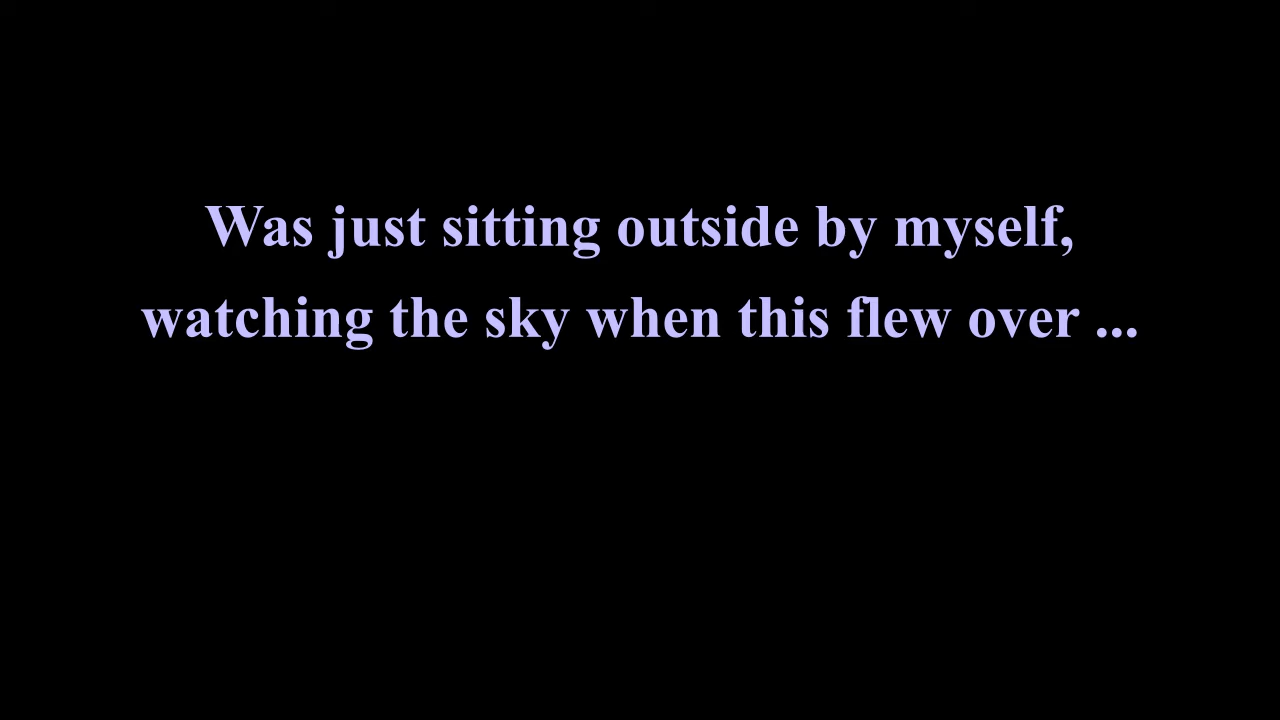 Was just sitting outside by myself,
watching the sky when this flew over ...